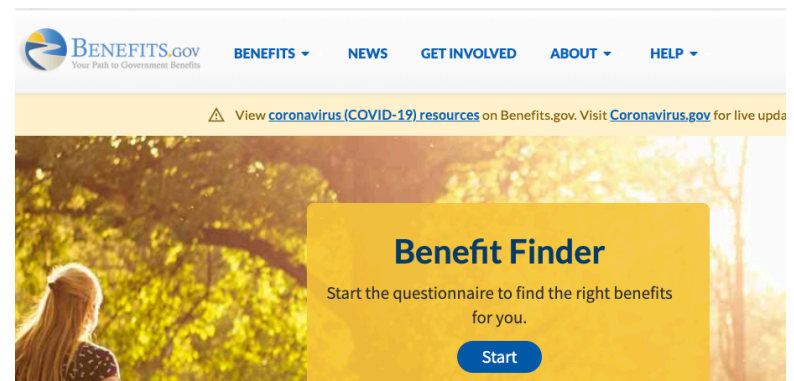 BENEFITS.GOV
Your Path to Government Benefits
BENEFITS
NEWS
GET INVOLVED
ABOUT
HELP
View coronavirus (COVID-19) resources on Benefits.gov. Visit Coronavirus.gov for live upda
Benefit Finder
Start the questionnaire to find the right benefits
for you.
Start